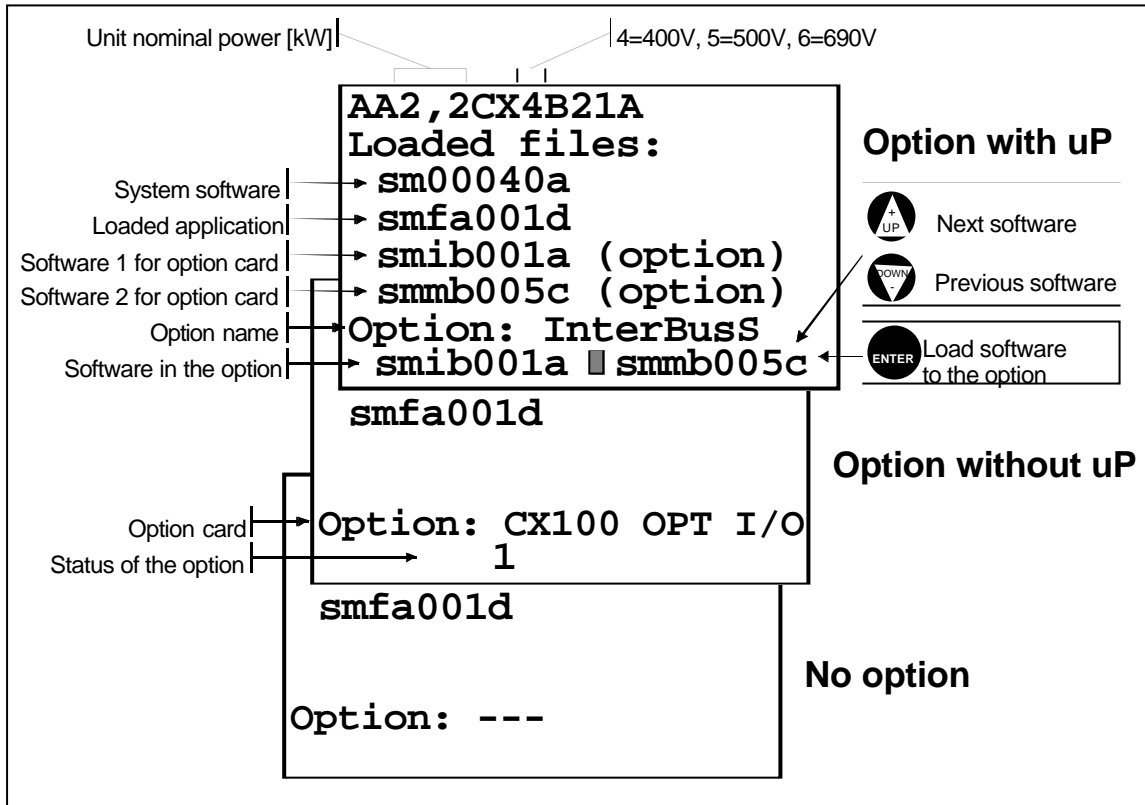 Unit nominal power [kW]
4=400V, 5=500V, 6=690V
AA2,2CX4B21A
Loaded files:
System software
sm00040a
Loaded application
smfa001d
Software 1 for option card
smib001a (option)
Software 2 for option card
smmb005c (option)
Option name
Option: InterBusS
Software in the option
smib001a smmb005c
Option with uP
+
UP
Next software
DOWN
-
Previous software
ENTER
Load software
to the option
smfa001d
Option without uP
Option card
Option: CX100 OPT I/O
Status of the option
1
smfa001d
No option
Option: ---